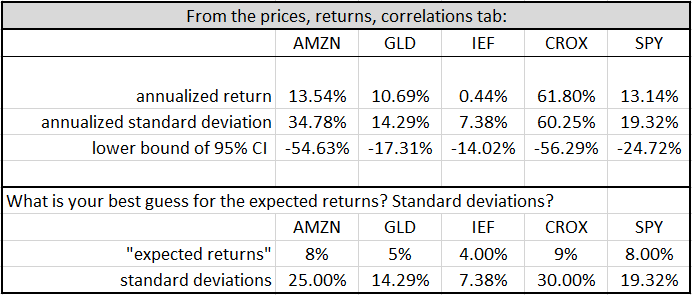 From the prices, returns, correlations tab:
AMZN GLD IEF CROX SPY
annualized return 13.54% 10.69% 0.44% 61.80% 13.14%
annualized standard deviation 34.78% 14.29% 7.38% 60.25% 19.32%
lower bound of 95% CI -54.63% -17.31% -14.02% -56.29% -24.72%
What is your best guess for the expected returns? Standard deviations?
AMZN GLD IEF CROX SPY
"expected returns" 8% 5% 4.00% 9% 8.00%
standard deviations 25.00% 14.29% 7.38% 30.00% 19.32%